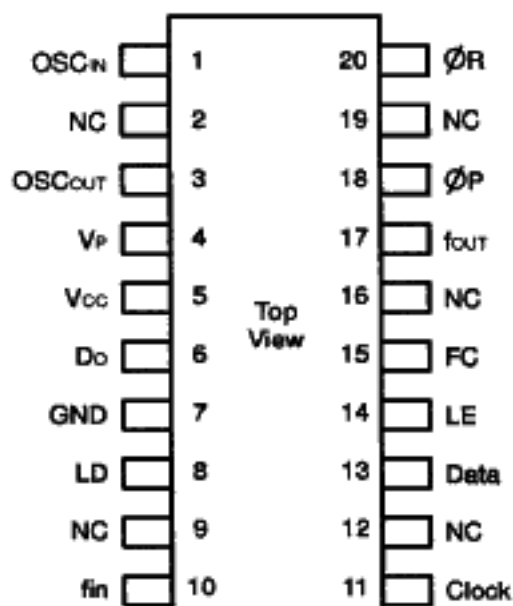 OSCIN 1 20 ØR
NC 2 19 NC
OSCOUT 3 18 ØP
VP 4 17 fOUT
VCC 5 16 NC
Top
View
DO 6 15 FC
GND 7 14 LE
LD 8 13 Data
NC 9 12 NC
fin 10 11 Clock